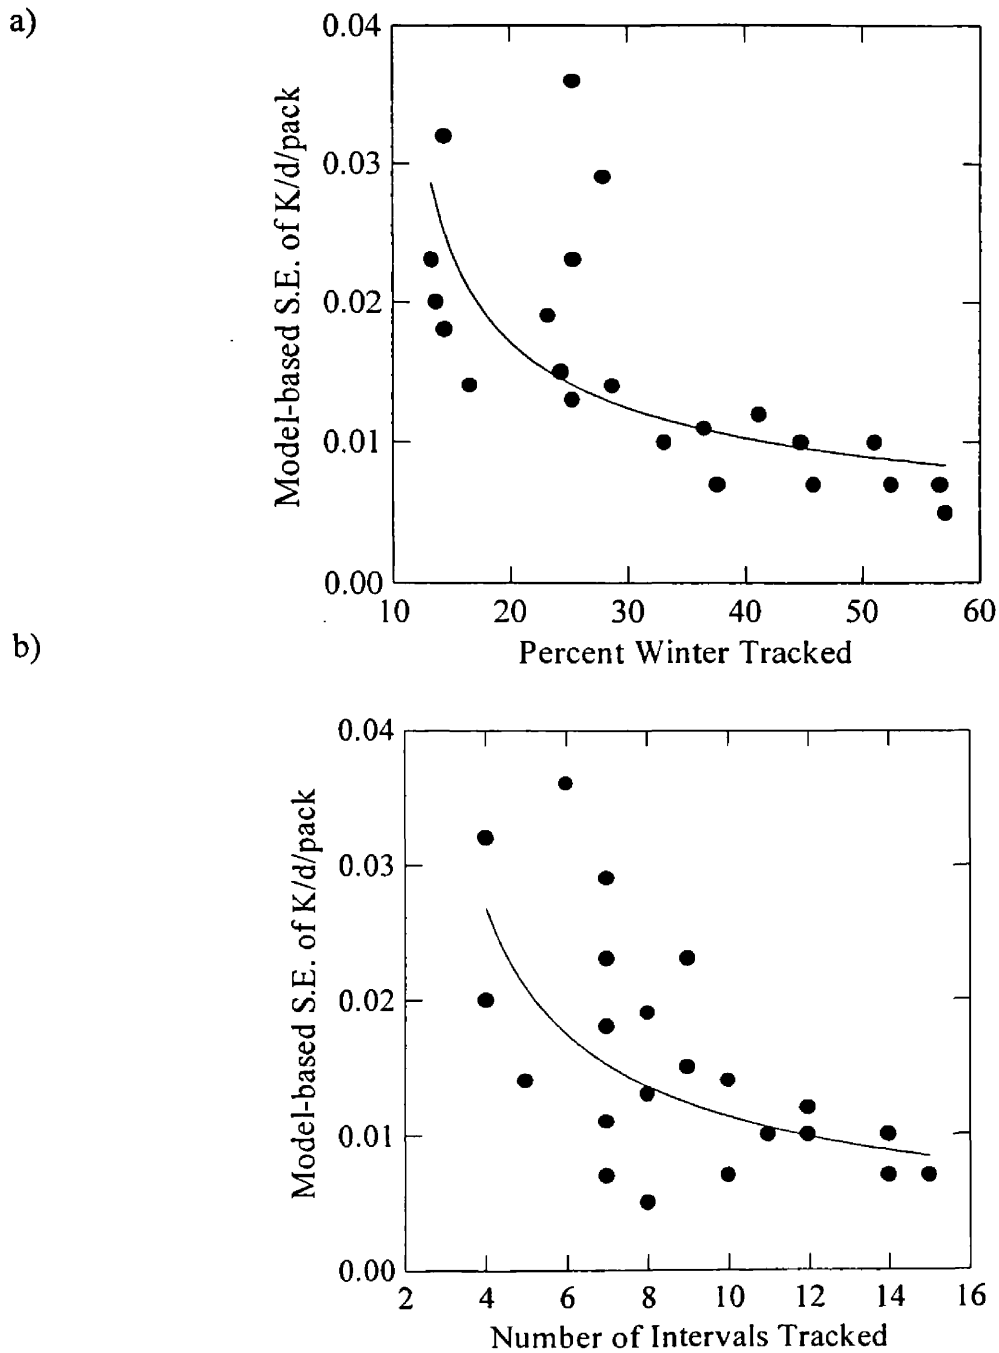 a)
0.04
0.03
0.02
0.01
0.00
Model-based S.E. of K/d/pack
10 20 30 40 50 60
Percent Winter Tracked
b)
0.04
0.03
0.02
0.01
0.00
Model-based S.E. of K/d/pack
2 4 6 8 10 12 14 16
Number of Intervals Tracked